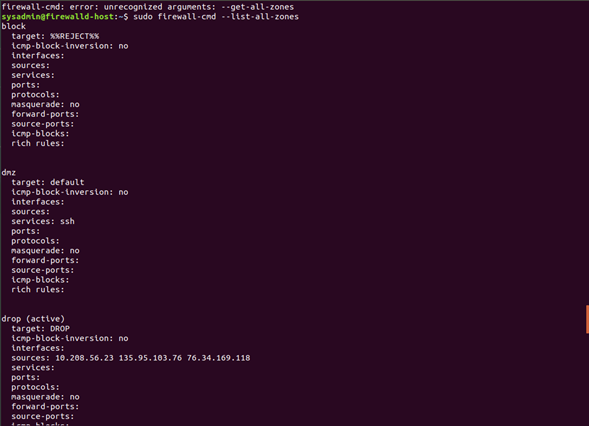 firewall-cmd: error: unrecognized arguments: --get-all-zones
sysadmin@firewalld-host:~$ sudo firewall-cmd --list-all-zones
block
  target: %%REJECT%%
  icmp-block-inversion: no
  interfaces:
  sources:
  services:
  ports:
  protocols:
  masquerade: no
  forward-ports:
  source-ports:
  icmp-blocks:
  rich rules:
dmz
  target: default
  icmp-block-inversion: no
  interfaces:
  sources:
  services: ssh
  ports:
  protocols:
  masquerade: no
  forward-ports:
  source-ports:
  icmp-blocks:
  rich rules:
drop (active)
  target: DROP
  icmp-block-inversion: no
  interfaces:
  sources: 10.208.56.23 135.95.103.76 76.34.169.118
  services:
  ports:
  protocols:
  masquerade: no
  forward-ports:
  source-ports:
  icmp-blocks: